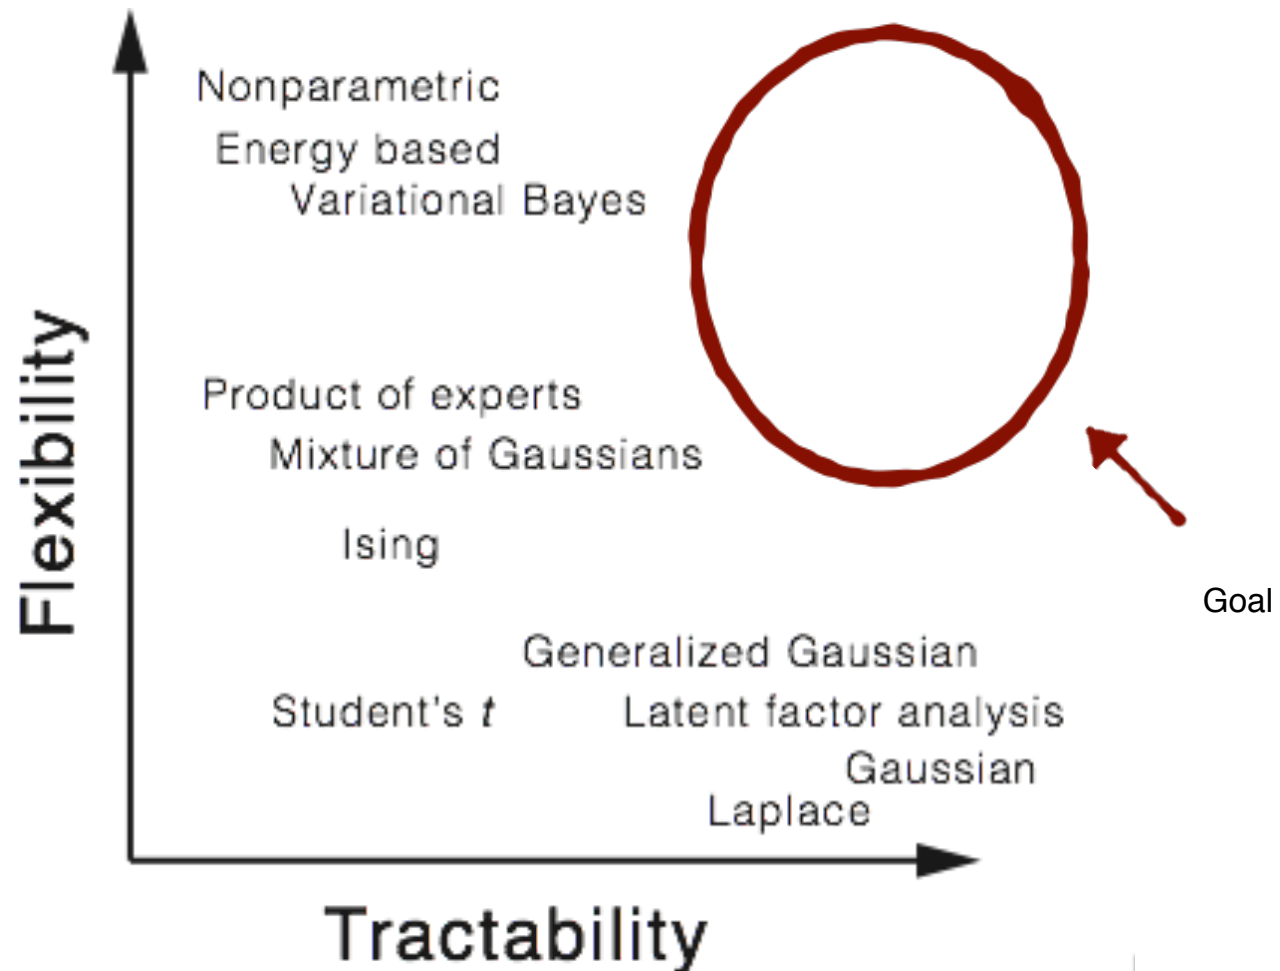 Nonparametric
Energy based
Variational Bayes
Flexibility
Product of experts
Mixture of Gaussians
Ising
Goal
Generalized Gaussian
Student's t
Latent factor analysis
Gaussian
Laplace
Tractability